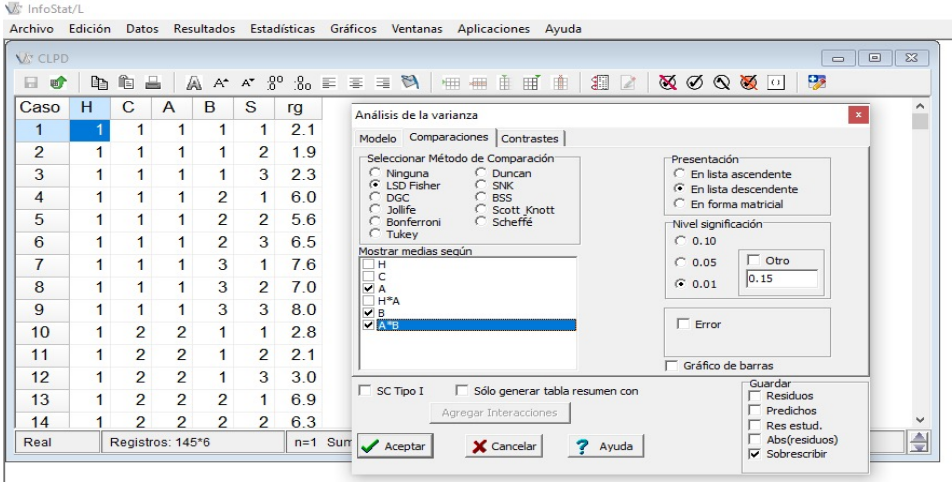 InfoStat/L
Archivo Edición Datos Resultados Estadísticas Gráficos Ventanas Aplicaciones Ayuda
CLPD
Caso H C A B S rg
1 1 1 1 1 1 2.1
2 1 1 1 1 2 1.9
3 1 1 1 1 3 2.3
4 1 1 1 2 1 6.0
5 1 1 1 2 2 5.6
6 1 1 1 2 3 6.5
7 1 1 1 3 1 7.6
8 1 1 1 3 2 7.0
9 1 1 1 3 3 8.0
10 1 2 2 1 1 2.8
11 1 2 2 1 2 2.1
12 1 2 2 1 3 3.0
13 1 2 2 2 1 6.9
14 1 2 2 2 2 6.3
Real Registros: 145*6 n=1 Sum
Análisis de la varianza
Modelo Comparaciones Contrastes
Seleccionar Método de Comparación
Ninguna Duncan
LSD Fisher SNK
DGC BSS
Jollife Scott_Knott
Bonferroni Scheffé
Tukey
Mostrar medias según
H
C
A
H*A
B
A*B
Presentación
En lista ascendente
En lista descendente
En forma matricial
Nivel significación
0.10
0.05 Otro
0.01 0.15
Error
Gráfico de barras
SC Tipo I Sólo generar tabla resumen con
Agregar Interacciones
Aceptar Cancelar Ayuda
Guardar
Residuos
Predichos
Res estud.
Abs(residuos)
Sobrescribir